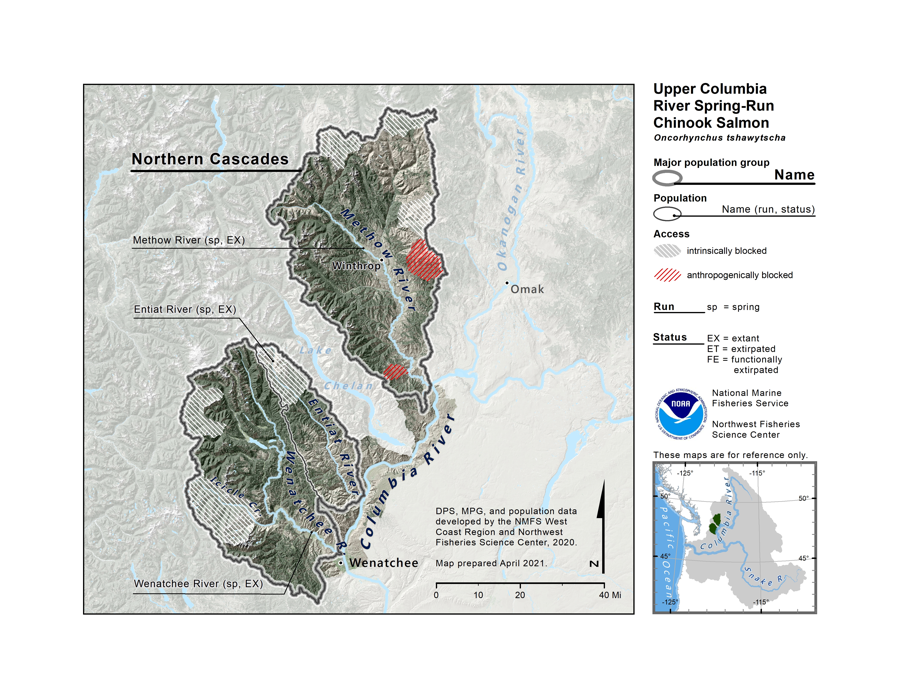 Upper Columbia
River Spring-Run
Chinook Salmon
Oncorhynchus tshawytscha
Major population group
Name
Population
Name (run, status)
Access
intrinsically blocked
anthropogenically blocked
Run
sp = spring
Status
EX = extant
ET = extirpated
FE = functionally
extirpated
NOAA
National Marine
Fisheries Service
Northwest Fisheries
Science Center
These maps are for reference only.
-125°
-115°
50°
50°
45°
45°
-125°
-115°
Pacific Ocean
Columbia River
Snake R.
Northern Cascades
Methow River (sp, EX)
Methow River
Winthrop
Okanogan River
Omak
Entiat River (sp, EX)
Lake
Chelan
Entiat River
Columbia River
Wenatchee R.
Icicle Cr.
Wenatchee
Wenatchee River (sp, EX)
DPS, MPG, and population data
developed by the NMFS West
Coast Region and Northwest
Fisheries Science Center, 2020.
Map prepared April 2021.
N
0 10 20 40 Mi